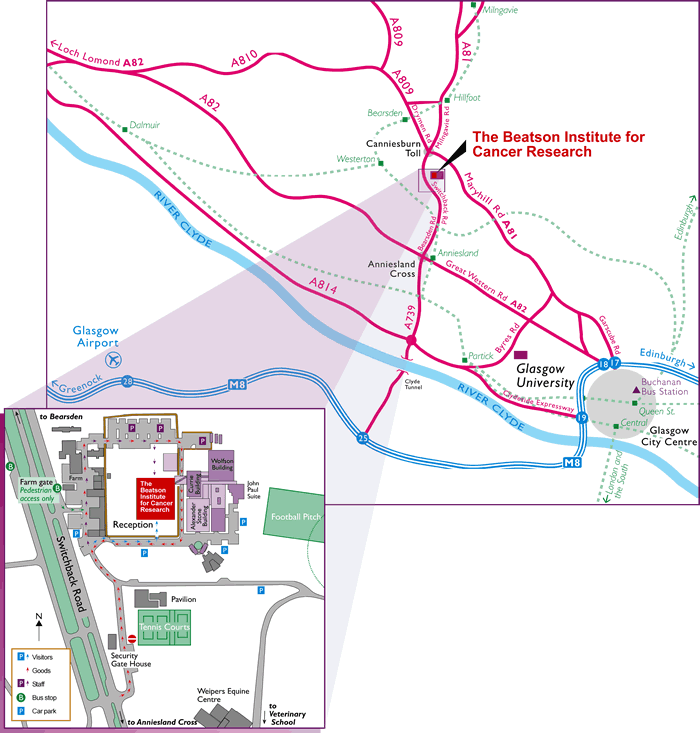 Milngavie
A809
A81
Loch Lomond A82
A810
A809
A82
Drymen Rd
Milngavie Rd
Hillfoot
Bearsden
Dalmuir
Canniesburn
Toll
The Beatson Institute for
Cancer Research
Westerton
Switchback Rd
Maryhill Rd A81
Edinburgh
RIVER CLYDE
Bearsden Rd
Anniesland
Anniesland
Cross
Great Western Rd A82
A814
A739
Byres Rd
Garscube Rd
Glasgow
Airport
Partick
Glasgow
University
18
17
Edinburgh
Greenock
28
M8
Clyde
Tunnel
RIVER CLYDE
Clydeside Expressway
Buchanan
Bus Station
Queen St.
19
Central
Glasgow
City Centre
25
M8
London and
the South
to Bearsden
P
P
P
B
Farm
Wolfson
Building
The
Beatson
Institute
for Cancer
Research
Currie
Building
John
Paul
Suite
Farm gate
Pedestrian
access only
B
Alexander
Stone
Building
Reception
Football Pitch
P
P
P
P
Switchback Road
P
Pavilion
Tennis Courts
N
Security
Gate House
P Visitors
Goods
P Staff
B Bus stop
P Car park
Weipers Equine
Centre
to Anniesland Cross
to
Veterinary
School